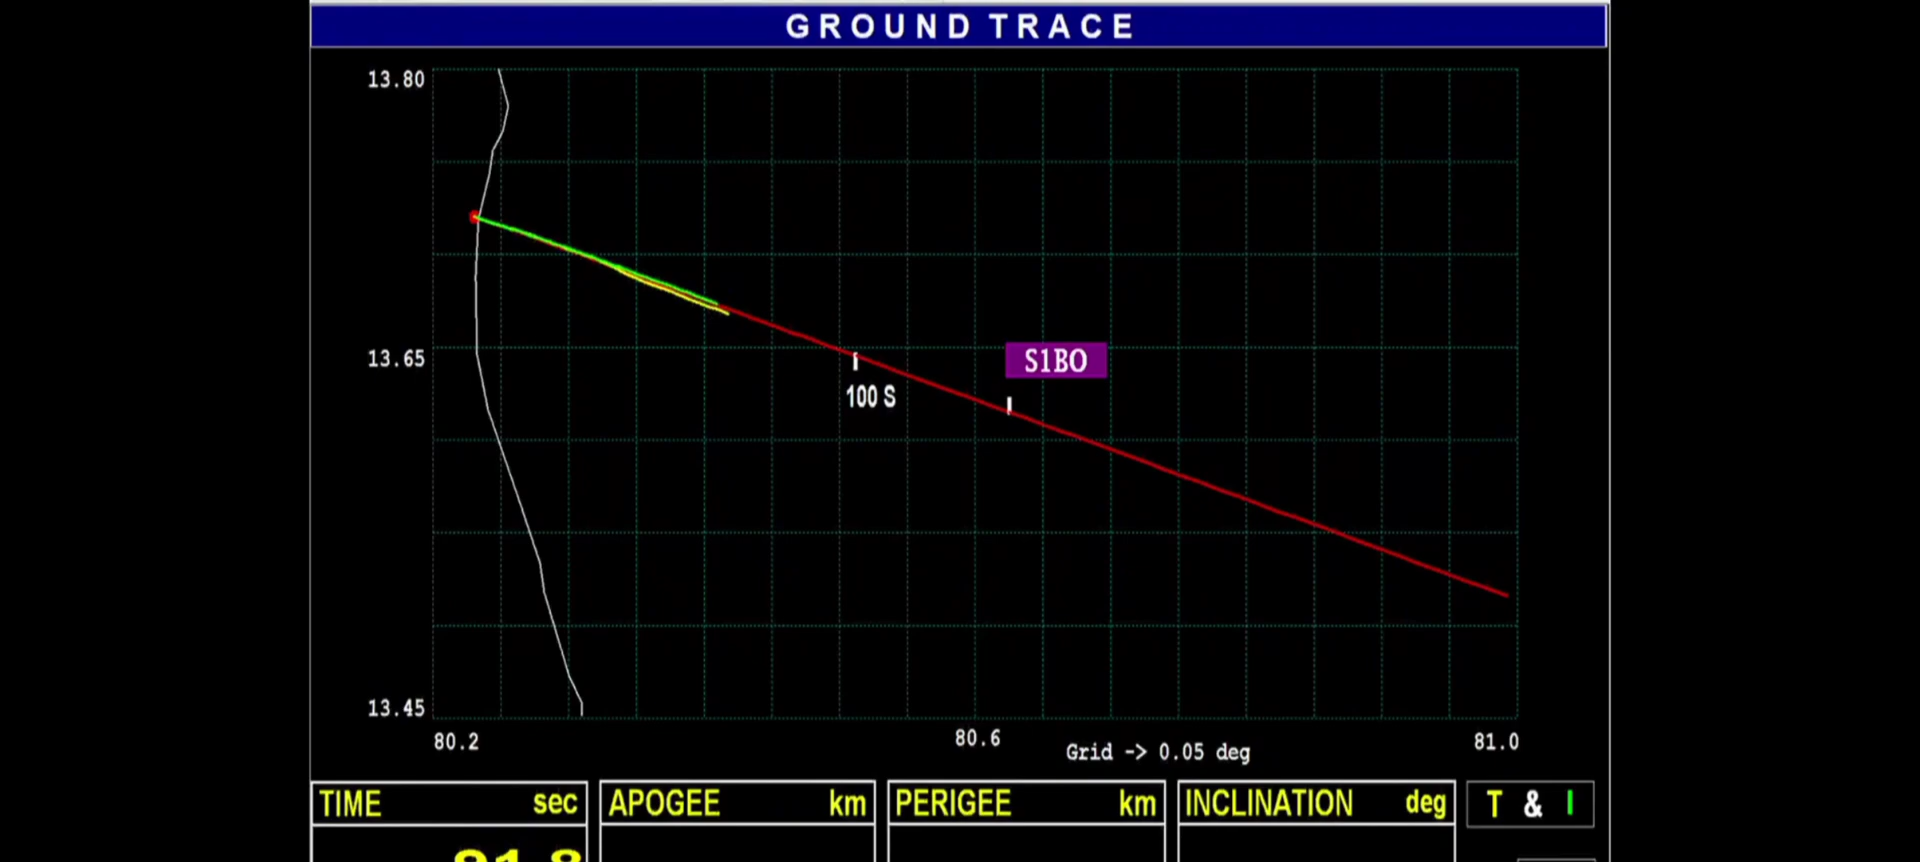 GROUND TRACE
13.80
13.65
S1BO
100 S
13.45
80.2
80.6
81.0
Grid -> 0.05 deg
TIME sec
APOGEE km
PERIGEE km
INCLINATION deg
T & I